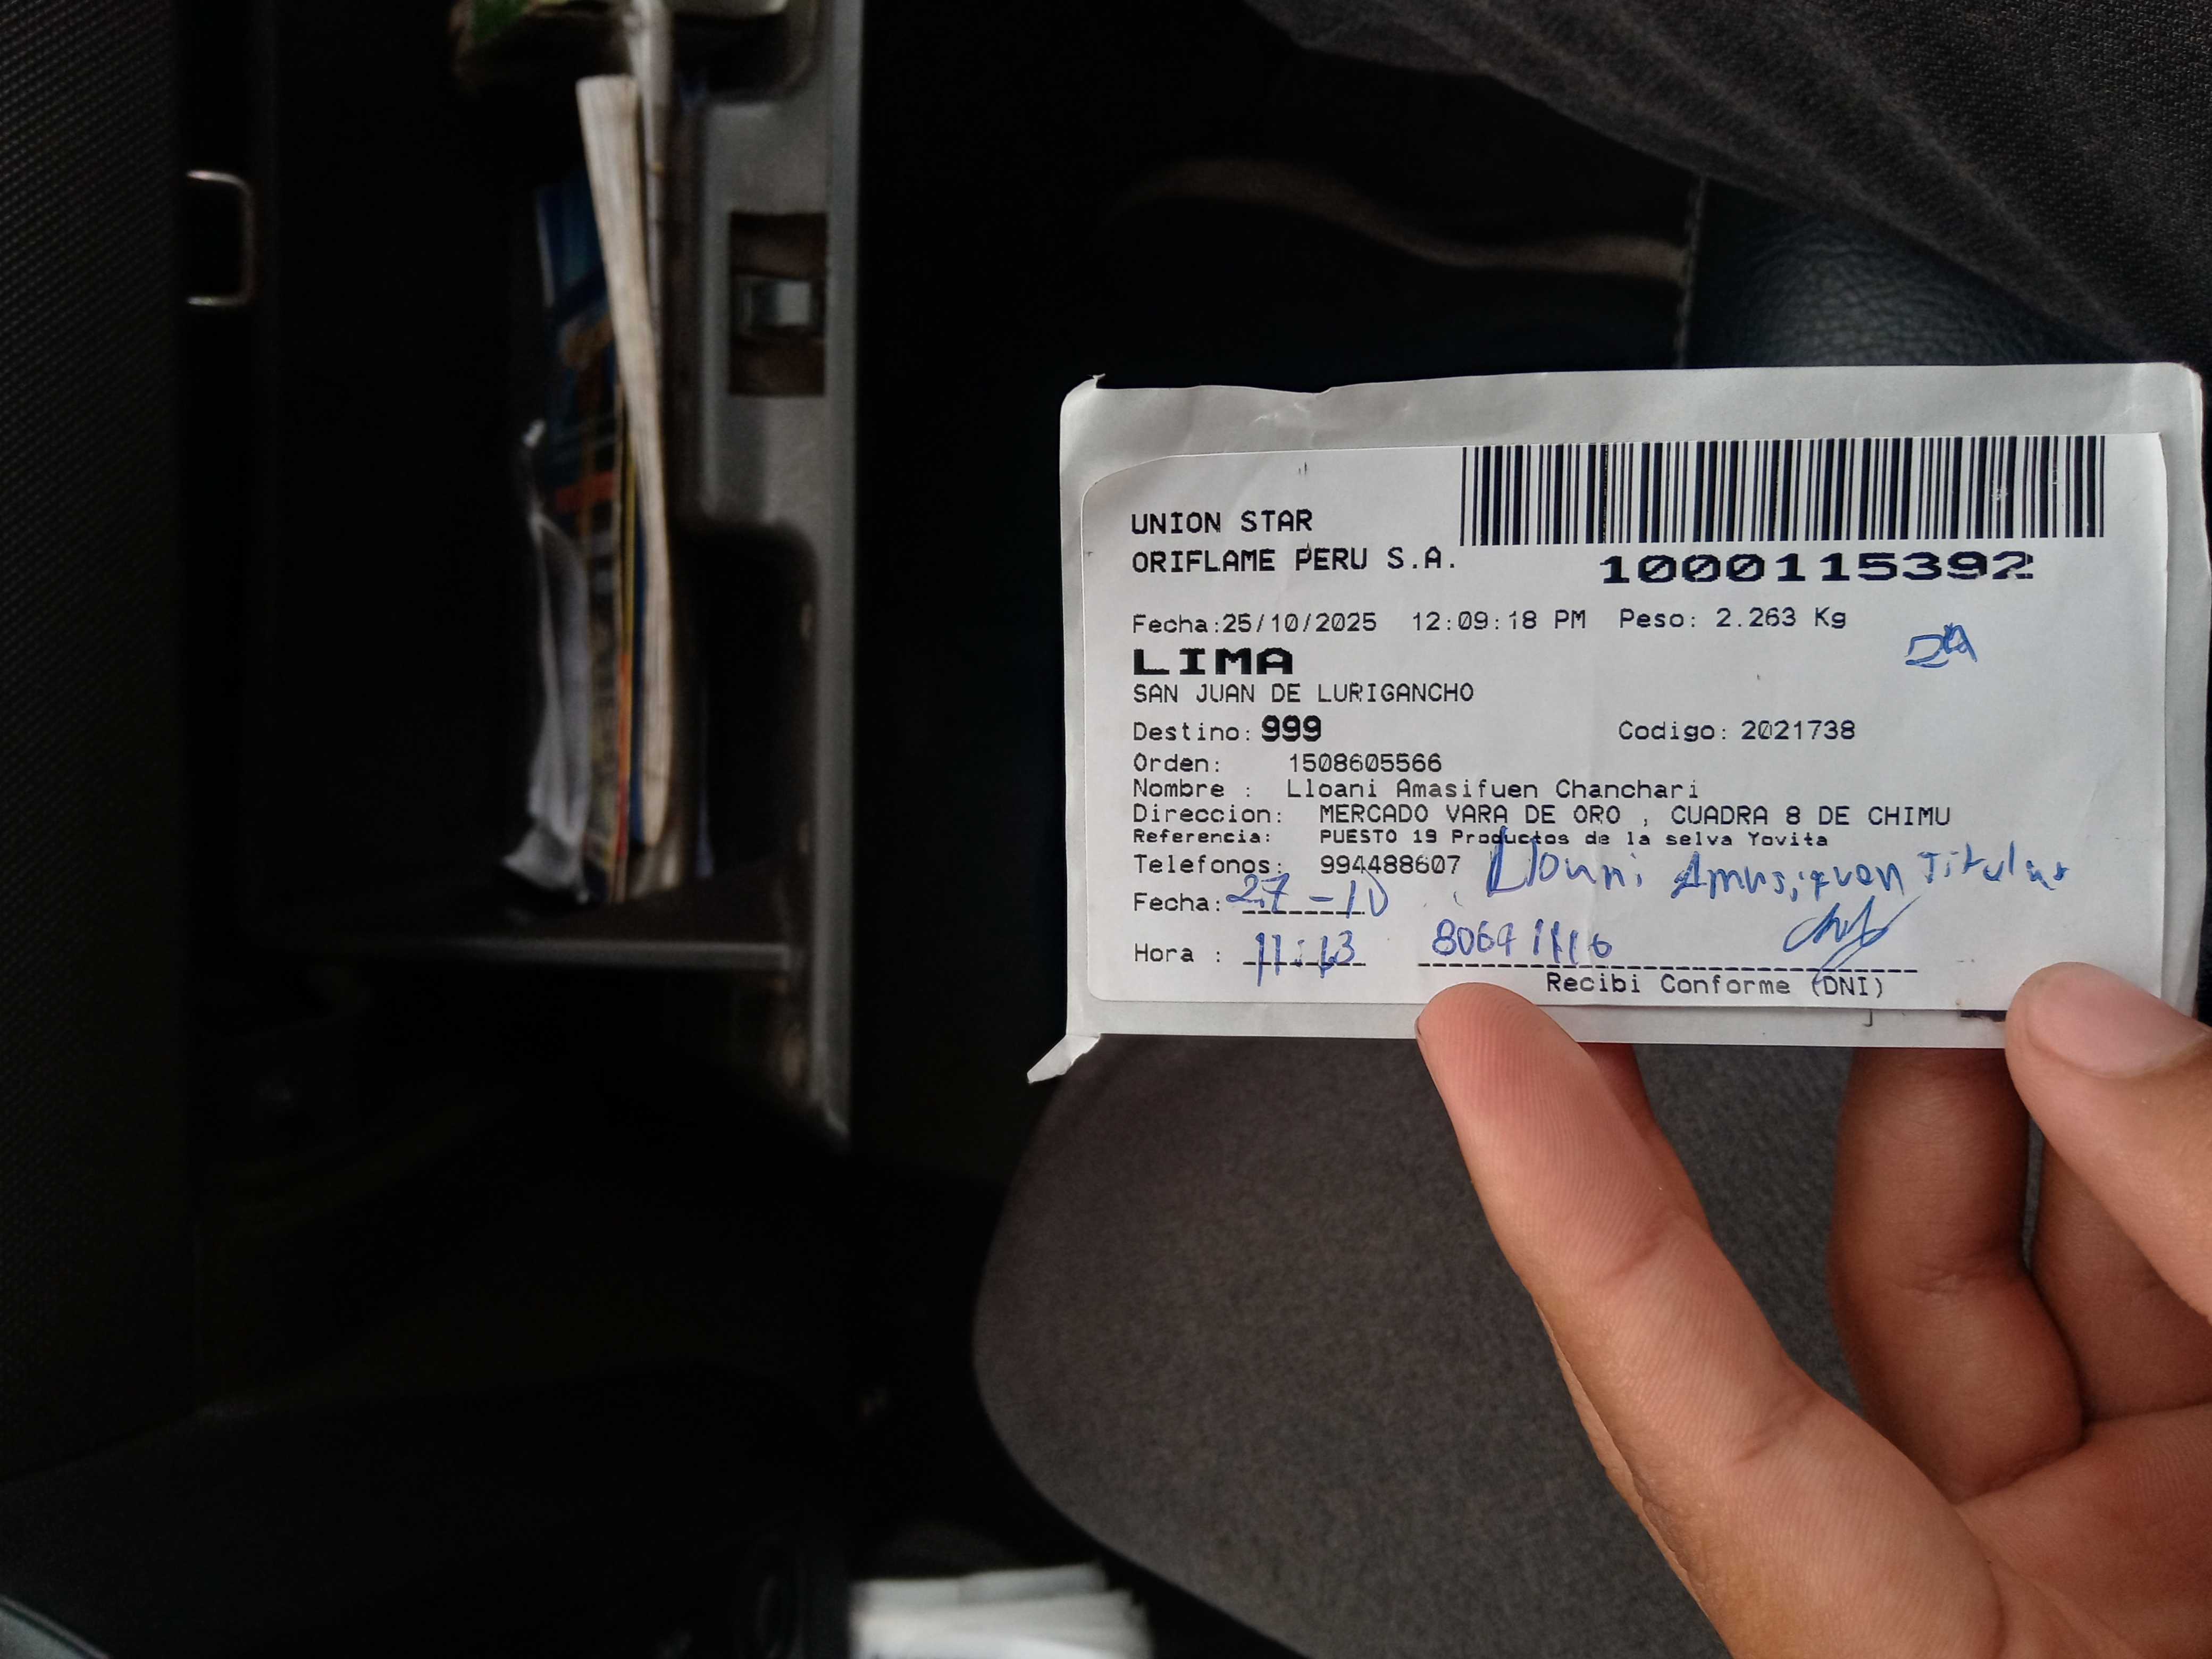 UNION STAR
ORIFLAME PERU S.A.
1000115392
Fecha:25/10/2025 12:09:18 PM Peso: 2.263 Kg
LIMA
SAN JUAN DE LURIGANCHO
Destino: 999 Codigo: 2021738
Orden: 1508605566
Nombre : Lloani Amasifuen Chanchari
Direccion: MERCADO VARA DE ORO , CUADRA 8 DE CHIMU
Referencia: PUESTO 19 Productos de la selva Yovita
Telefonos: 994488607 Lloani Amasifuen Titular
Fecha: 27-10
Hora : 11:13
Recibi Conforme (DNI)